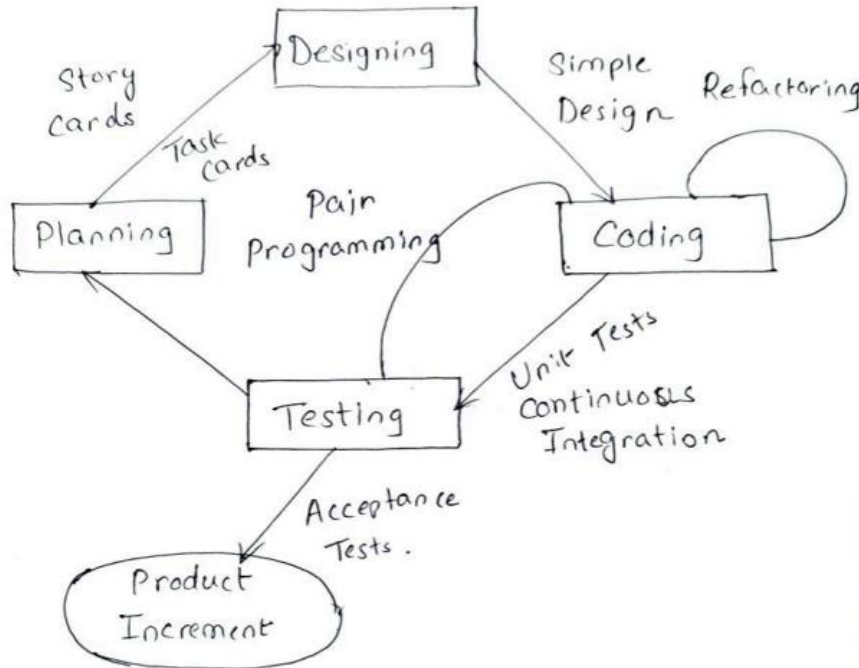 Designing
Story
Cards
Task
Cards
Simple
Design
Refactoring
Planning
Pair
Programming
Coding
Unit Tests
Continuous
Integration
Testing
Acceptance
Tests.
Product
Increment